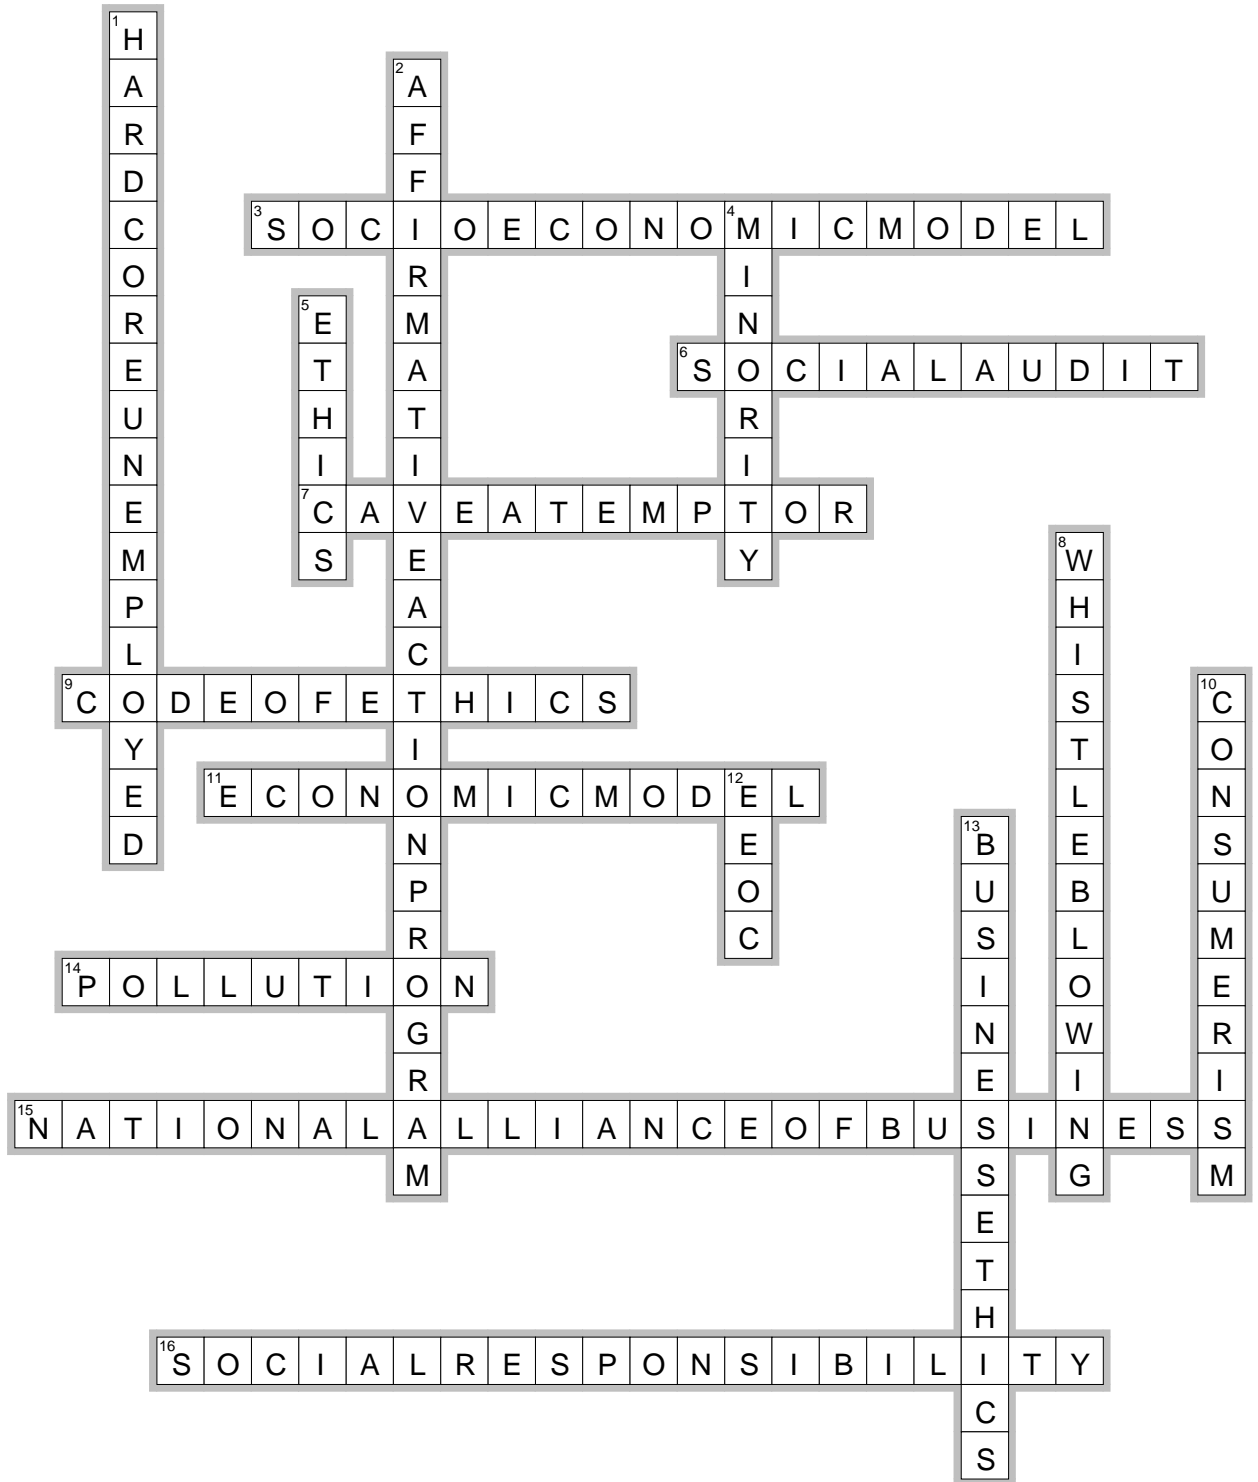 1 HARDCOREUNEMPLOYED
2 AFFIRMATIVEACTIONPROGRAM
3 SOCIOECONOMICMODEL
4 MINORITY
5 ETHICS
6 SOCIALAUDIT
7 CAVEATEMPTOR
8 WHISTLEBLOWING
9 CODEOFETHICS
10 CONSUMERISM
11 ECONOMICMODEL
12 EEOC
13 BUSINESSETHICS
14 POLLUTION
15 NATIONALALLIANCEOFBUSINESS
16 SOCIALRESPONSIBILITY